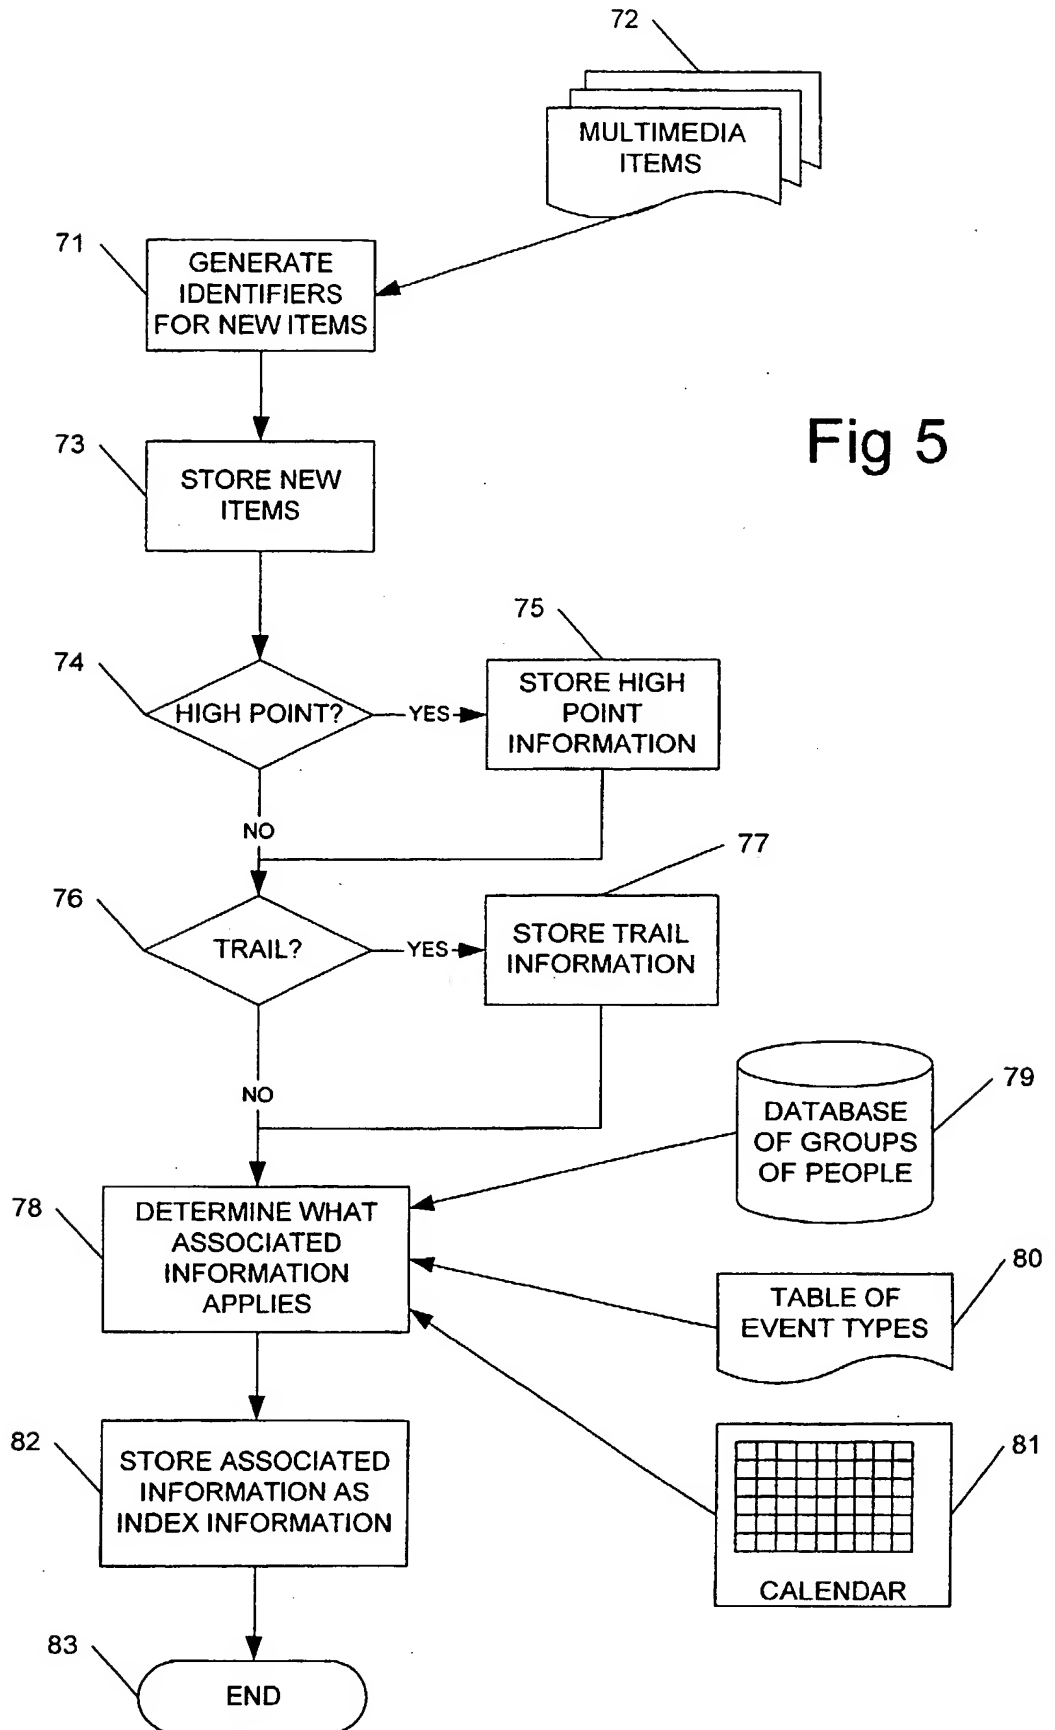 72
MULTIMEDIA
ITEMS
71
GENERATE
IDENTIFIERS
FOR NEW ITEMS
Fig 5
73
STORE NEW
ITEMS
75
74
HIGH POINT?
YES
STORE HIGH
POINT
INFORMATION
NO
77
76
TRAIL?
YES
STORE TRAIL
INFORMATION
NO
79
DATABASE
OF GROUPS
OF PEOPLE
78
DETERMINE WHAT
ASSOCIATED
INFORMATION
APPLIES
80
TABLE OF
EVENT TYPES
82
STORE ASSOCIATED
INFORMATION AS
INDEX INFORMATION
81
CALENDAR
83
END